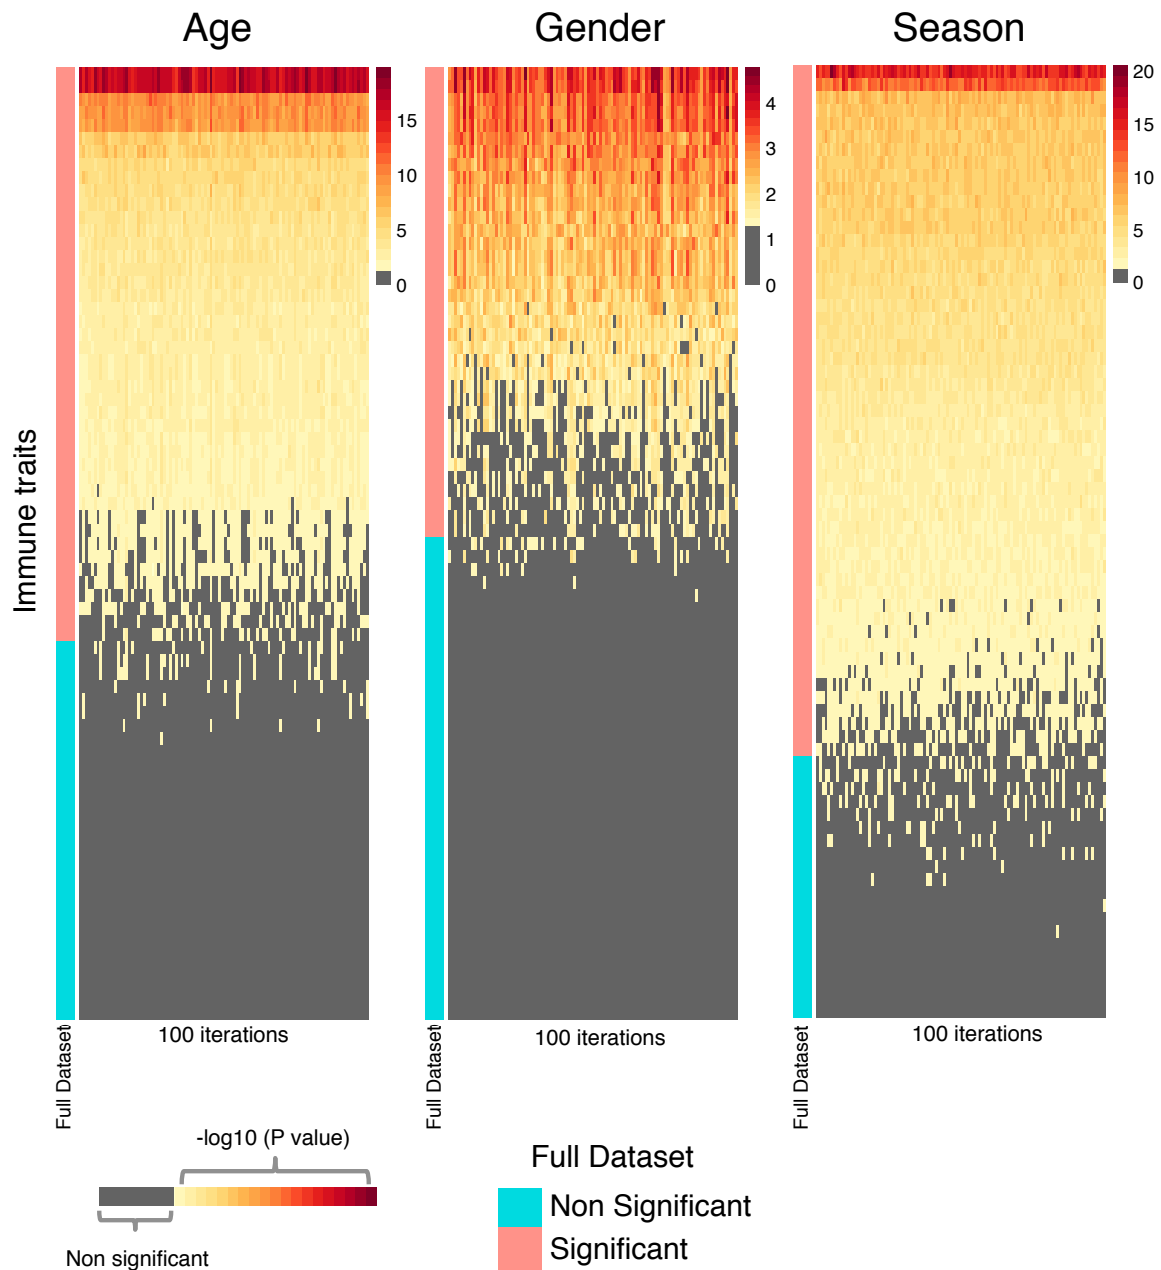 Age
Gender
Season
15
10
5
0
4
3
2
1
0
20
15
10
5
0
Immune traits
Full Dataset
100 iterations
Full Dataset
100 iterations
Full Dataset
100 iterations
-log10 (P value)
Non significant
Full Dataset
Non Significant
Significant